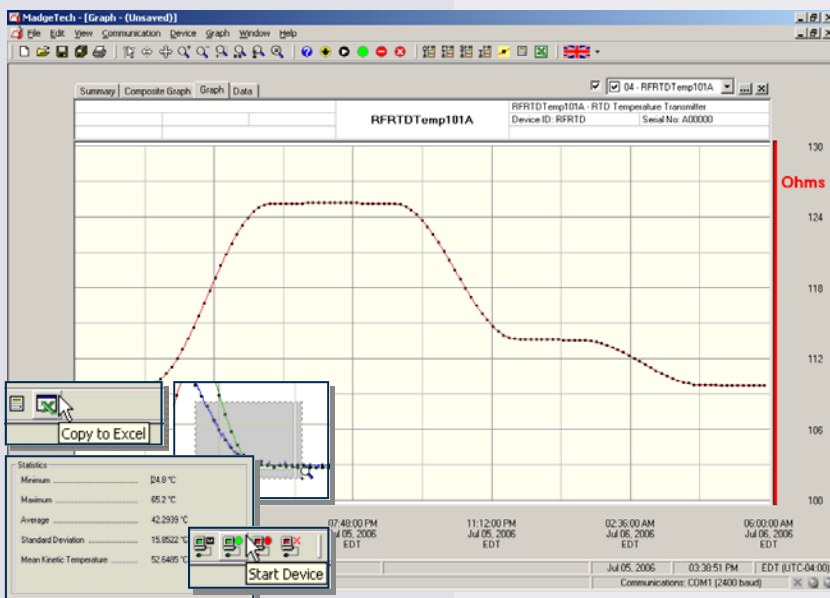 MadgeTech - [Graph - (Unsaved)]
File Edit View Communication Device Graph Window Help
Summary Composite Graph Graph Data
04 - RFRTDTemp101A
RFRTDTemp101A
RFRTDTemp101A - RTD Temperature Transmitter
Device ID: RFRTD Serial No: A00000
130
Ohms
124
118
112
106
100
Copy to Excel
Statistics
Minimum 24.8 °C
Maximum 65.2 °C
Average 42.2939 °C
Standard Deviation 15.8522 °C
Mean Kinetic Temperature 52.6485 °C
Start Device
07:48:00 PM 11:12:00 PM 02:36:00 AM 06:00:00 AM
Jul 05, 2006 Jul 05, 2006 Jul 06, 2006 Jul 06, 2006
EDT EDT EDT EDT
Jul 05, 2006 03:38:51 PM EDT (UTC-04:00)
Communications: COM1 (2400 baud)